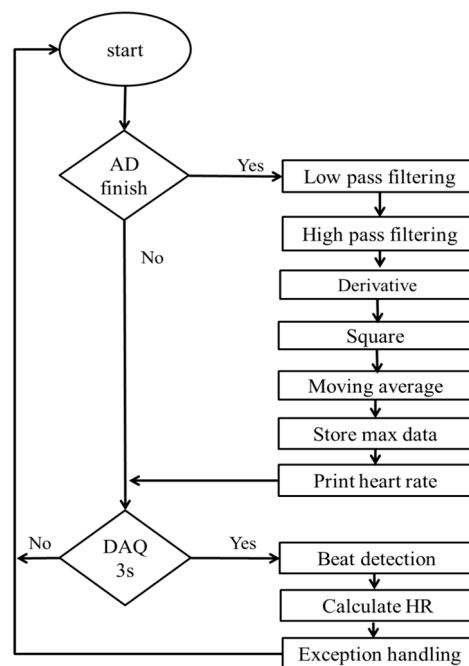 start
AD
finish
Yes
Low pass filtering
High pass filtering
No
Derivative
Square
Moving average
Store max data
Print heart rate
No
DAQ
3s
Yes
Beat detection
Calculate HR
Exception handling